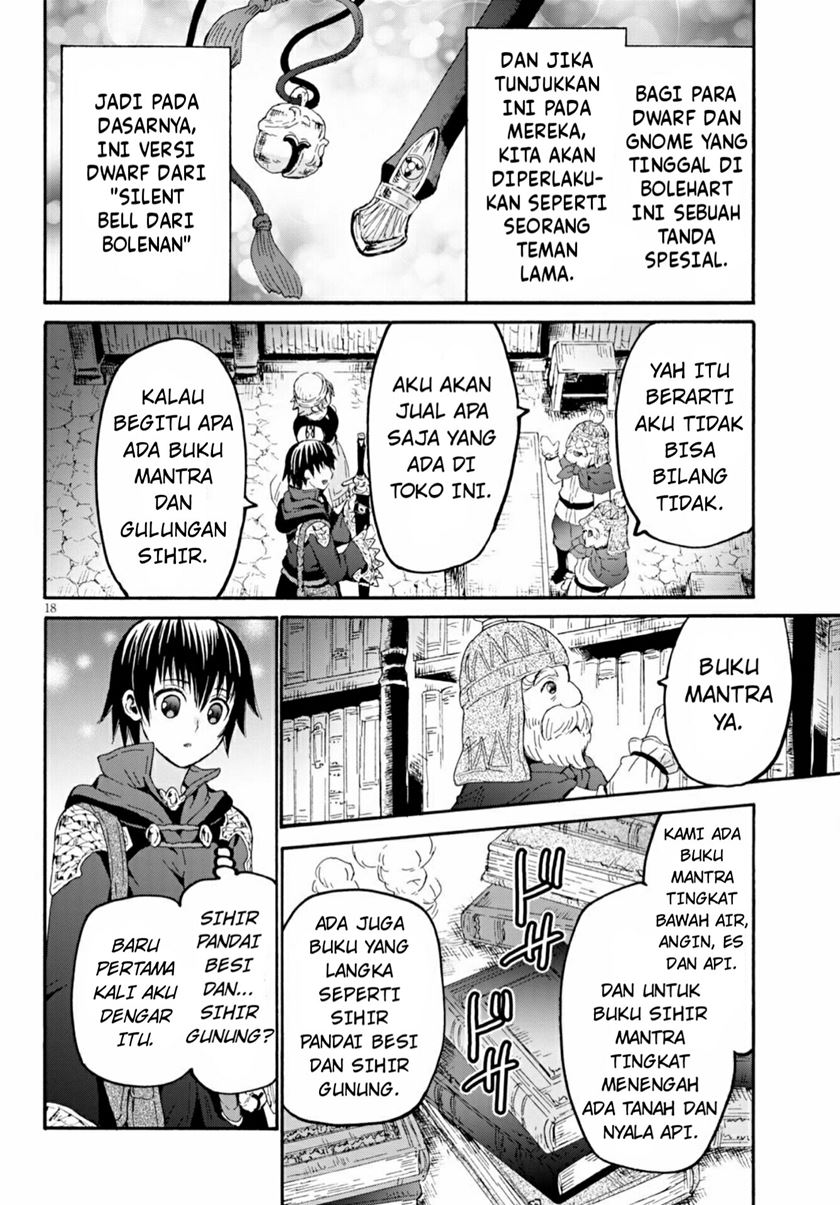 BAGI PARA
DWARF DAN
GNOME YANG
TINGGAL DI
BOLEHART
INI SEBUAH
TANDA
SPESIAL.
DAN JIKA
TUNJUKKAN
INI PADA
MEREKA,
KITA AKAN
DIPERLAKU-
KAN SEPERTI
SEORANG
TEMAN
LAMA.
JADI PADA
DASARNYA,
INI VERSI
DWARF DARI
"SILENT
BELL DARI
BOLENAN"
YAH ITU
BERARTI
AKU TIDAK
BISA
BILANG
TIDAK.
AKU AKAN
JUAL APA
SAJA YANG
ADA DI
TOKO INI.
KALAU
BEGITU APA
ADA BUKU
MANTRA
DAN
GULUNGAN
SIHIR.
18
BUKU
MANTRA
YA.
KAMI ADA
BUKU
MANTRA
TINGKAT
BAWAH AIR,
ANGIN, ES
DAN API.
DAN UNTUK
BUKU SIHIR
MANTRA
TINGKAT
MENENGAH
ADA TANAH DAN
NYALA API.
ドサ
ドサ
ADA JUGA
BUKU YANG
LANGKA
SEPERTI
SIHIR
PANDAI BESI
DAN SIHIR
GUNUNG.
SIHIR
PANDAI
BESI
DAN...
SIHIR
GUNUNG?
BARU
PERTAMA
KALI AKU
DENGAR
ITU.